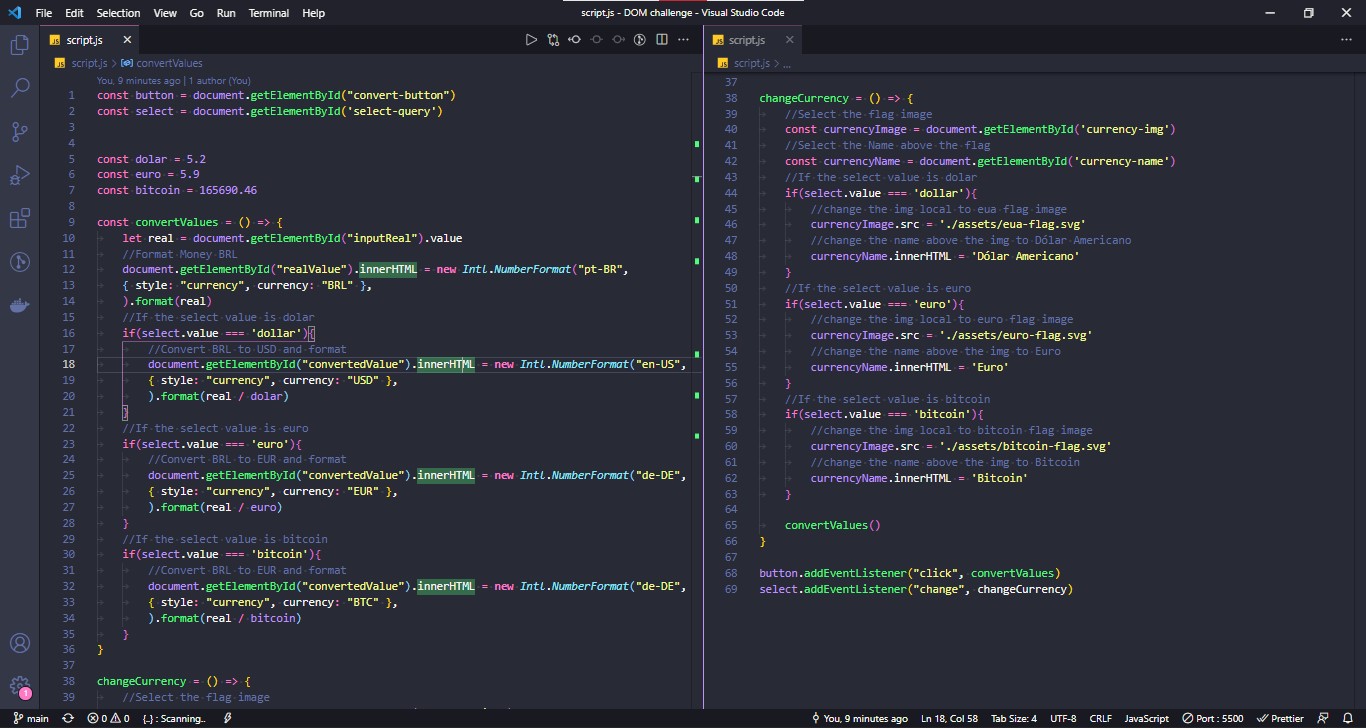 File Edit Selection View Go Run Terminal Help
script.js - DOM challenge - Visual Studio Code
script.js
script.js > convertValues
You, 9 minutes ago | 1 author (You)
1 const button = document.getElementById("convert-button")
2 const select = document.getElementById('select-query')
3
4
5 const dolar = 5.2
6 const euro = 5.9
7 const bitcoin = 165690.46
8
9 const convertValues = () => {
10 let real = document.getElementById("inputReal").value
11 //Format Money BRL
12 document.getElementById("realValue").innerHTML = new Intl.NumberFormat("pt-BR",
13 { style: "currency", currency: "BRL" },
14 ).format(real)
15 //If the select value is dolar
16 if(select.value === 'dollar'){
17 //Convert BRL to USD and format
18 document.getElementById("convertedValue").innerHTML = new Intl.NumberFormat("en-US",
19 { style: "currency", currency: "USD" },
20 ).format(real / dolar)
21 }
22 //If the select value is euro
23 if(select.value === 'euro'){
24 //Convert BRL to EUR and format
25 document.getElementById("convertedValue").innerHTML = new Intl.NumberFormat("de-DE",
26 { style: "currency", currency: "EUR" },
27 ).format(real / euro)
28 }
29 //If the select value is bitcoin
30 if(select.value === 'bitcoin'){
31 //Convert BRL to EUR and format
32 document.getElementById("convertedValue").innerHTML = new Intl.NumberFormat("de-DE",
33 { style: "currency", currency: "BTC" },
34 ).format(real / bitcoin)
35 }
36 }
37
38 changeCurrency = () => {
39 //Select the flag image
script.js
script.js > ...
37
38 changeCurrency = () => {
39 //Select the flag image
40 const currencyImage = document.getElementById('currency-img')
41 //Select the Name above the flag
42 const currencyName = document.getElementById('currency-name')
43 //If the select value is dolar
44 if(select.value === 'dollar'){
45 //change the img local to eua flag image
46 currencyImage.src = './assets/eua-flag.svg'
47 //change the name above the img to Dólar Americano
48 currencyName.innerHTML = 'Dólar Americano'
49 }
50 //If the select value is euro
51 if(select.value === 'euro'){
52 //change the img local to euro flag image
53 currencyImage.src = './assets/euro-flag.svg'
54 //change the name above the img to Euro
55 currencyName.innerHTML = 'Euro'
56 }
57 //If the select value is bitcoin
58 if(select.value === 'bitcoin'){
59 //change the img local to bitcoin flag image
60 currencyImage.src = './assets/bitcoin-flag.svg'
61 //change the name above the img to Bitcoin
62 currencyName.innerHTML = 'Bitcoin'
63 }
64
65 convertValues()
66 }
67
68 button.addEventListener("click", convertValues)
69 select.addEventListener("change", changeCurrency)
1
main 0 0 {..} : Scanning.. You, 9 minutes ago Ln 18, Col 58 Tab Size: 4 UTF-8 CRLF JavaScript Port : 5500 Prettier